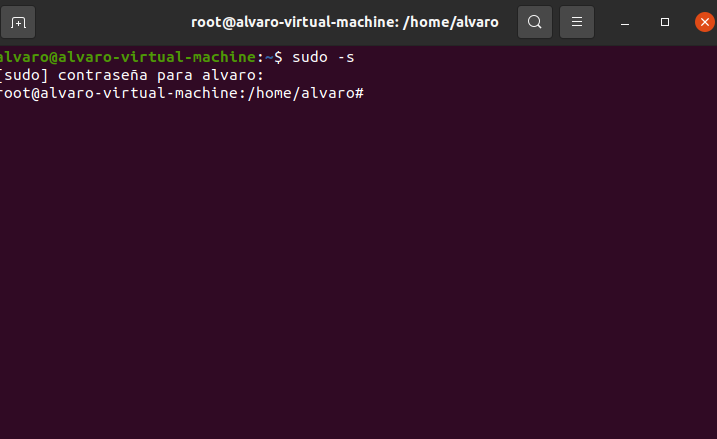 root@alvaro-virtual-machine: /home/alvaro
alvaro@alvaro-virtual-machine:~$ sudo -s
[sudo] contraseña para alvaro:
root@alvaro-virtual-machine:/home/alvaro#